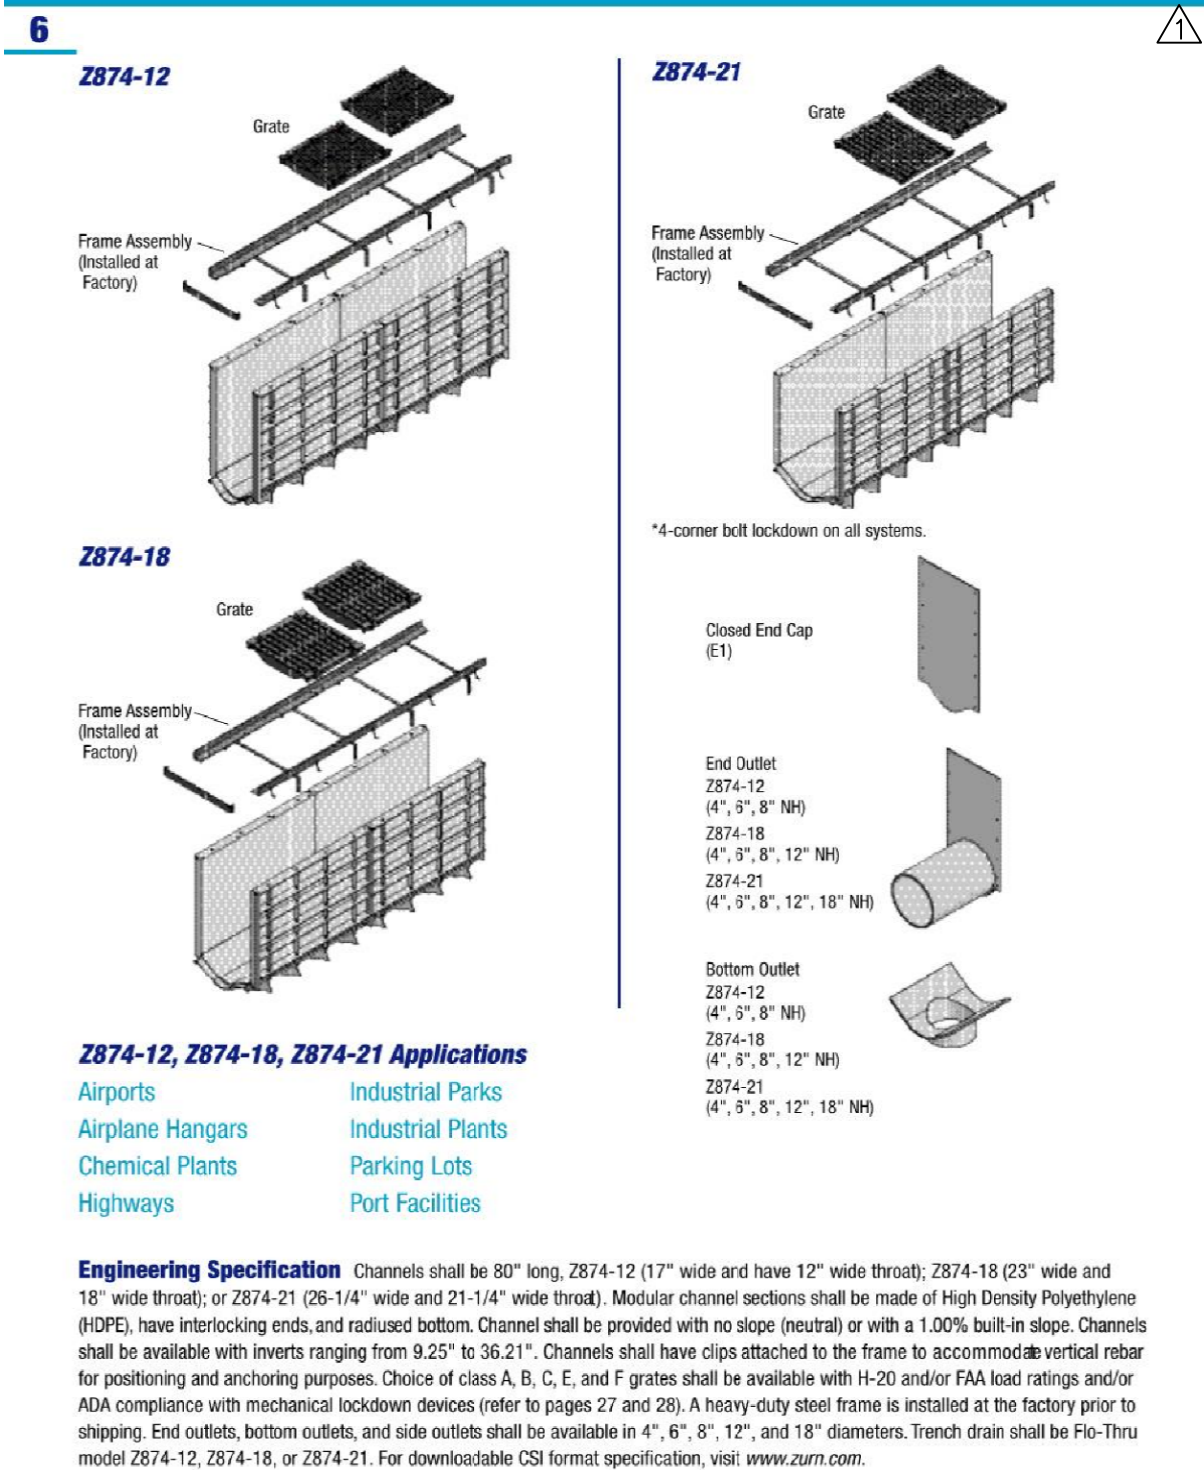 6
1
Z874-12
Grate
Frame Assembly
(Installed at
Factory)
Z874-18
Grate
Frame Assembly
(Installed at
Factory)
Z874-21
Grate
Frame Assembly
(Installed at
Factory)
*4-corner bolt lockdown on all systems.
Closed End Cap
(E1)
End Outlet
Z874-12
(4", 6", 8" NH)
Z874-18
(4", 6", 8", 12" NH)
Z874-21
(4", 6", 8", 12", 18" NH)
Bottom Outlet
Z874-12
(4", 6", 8" NH)
Z874-18
(4", 6", 8", 12" NH)
Z874-21
(4", 6", 8", 12", 18" NH)
Z874-12, Z874-18, Z874-21 Applications
Airports
Airplane Hangars
Chemical Plants
Highways
Industrial Parks
Industrial Plants
Parking Lots
Port Facilities
Engineering Specification Channels shall be 80" long, Z874-12 (17" wide and have 12" wide throat); Z874-18 (23" wide and
18" wide throat); or Z874-21 (26-1/4" wide and 21-1/4" wide throat). Modular channel sections shall be made of High Density Polyethylene
(HDPE), have interlocking ends, and radiused bottom. Channel shall be provided with no slope (neutral) or with a 1.00% built-in slope. Channels
shall be available with inverts ranging from 9.25" to 36.21". Channels shall have clips attached to the frame to accommodate vertical rebar
for positioning and anchoring purposes. Choice of class A, B, C, E, and F grates shall be available with H-20 and/or FAA load ratings and/or
ADA compliance with mechanical lockdown devices (refer to pages 27 and 28). A heavy-duty steel frame is installed at the factory prior to
shipping. End outlets, bottom outlets, and side outlets shall be available in 4", 6", 8", 12", and 18" diameters. Trench drain shall be Flo-Thru
model Z874-12, Z874-18, or Z874-21. For downloadable CSI format specification, visit www.zurn.com.